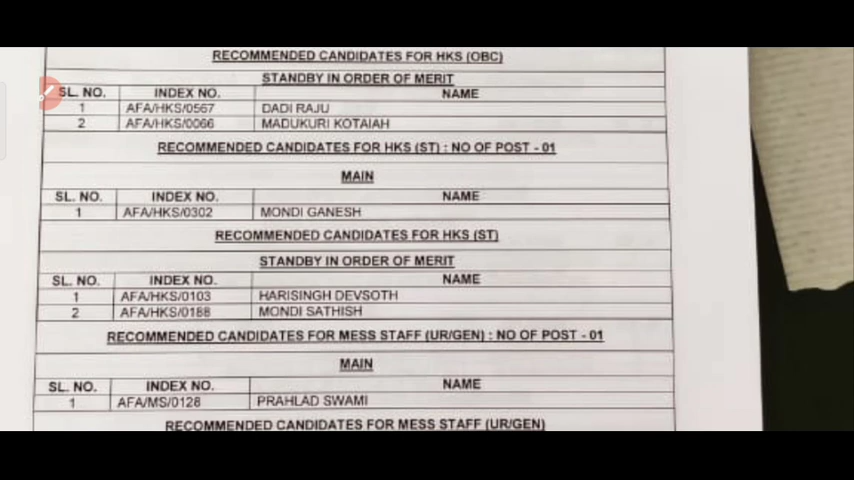 RECOMMENDED CANDIDATES FOR HKS (OBC)
STANDBY IN ORDER OF MERIT
SL. NO. INDEX NO. NAME
1 AFA/HKS/0567 DADI RAJU
2 AFA/HKS/0066 MADUKURI KOTAIAH
RECOMMENDED CANDIDATES FOR HKS (ST) : NO OF POST - 01
MAIN
SL. NO. INDEX NO. NAME
1 AFA/HKS/0302 MONDI GANESH
RECOMMENDED CANDIDATES FOR HKS (ST)
STANDBY IN ORDER OF MERIT
SL. NO. INDEX NO. NAME
1 AFA/HKS/0103 HARISINGH DEVSOTH
2 AFA/HKS/0188 MONDI SATHISH
RECOMMENDED CANDIDATES FOR MESS STAFF (UR/GEN) : NO OF POST - 01
MAIN
SL. NO. INDEX NO. NAME
1 AFA/MS/0128 PRAHLAD SWAMI
RECOMMENDED CANDIDATES FOR MESS STAFF (UR/GEN)